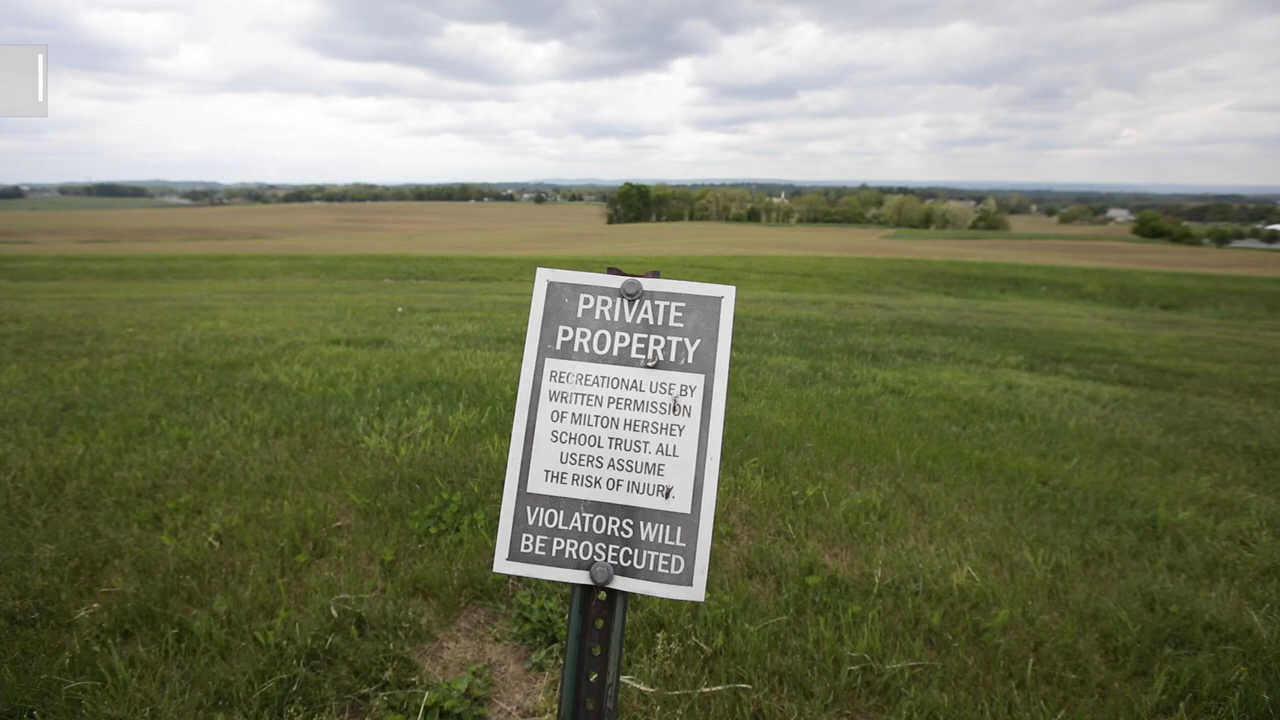 PRIVATE
PROPERTY
RECREATIONAL USE BY
WRITTEN PERMISSION
OF MILTON HERSHEY
SCHOOL TRUST. ALL
USERS ASSUME
THE RISK OF INJURY.
VIOLATORS WILL
BE PROSECUTED